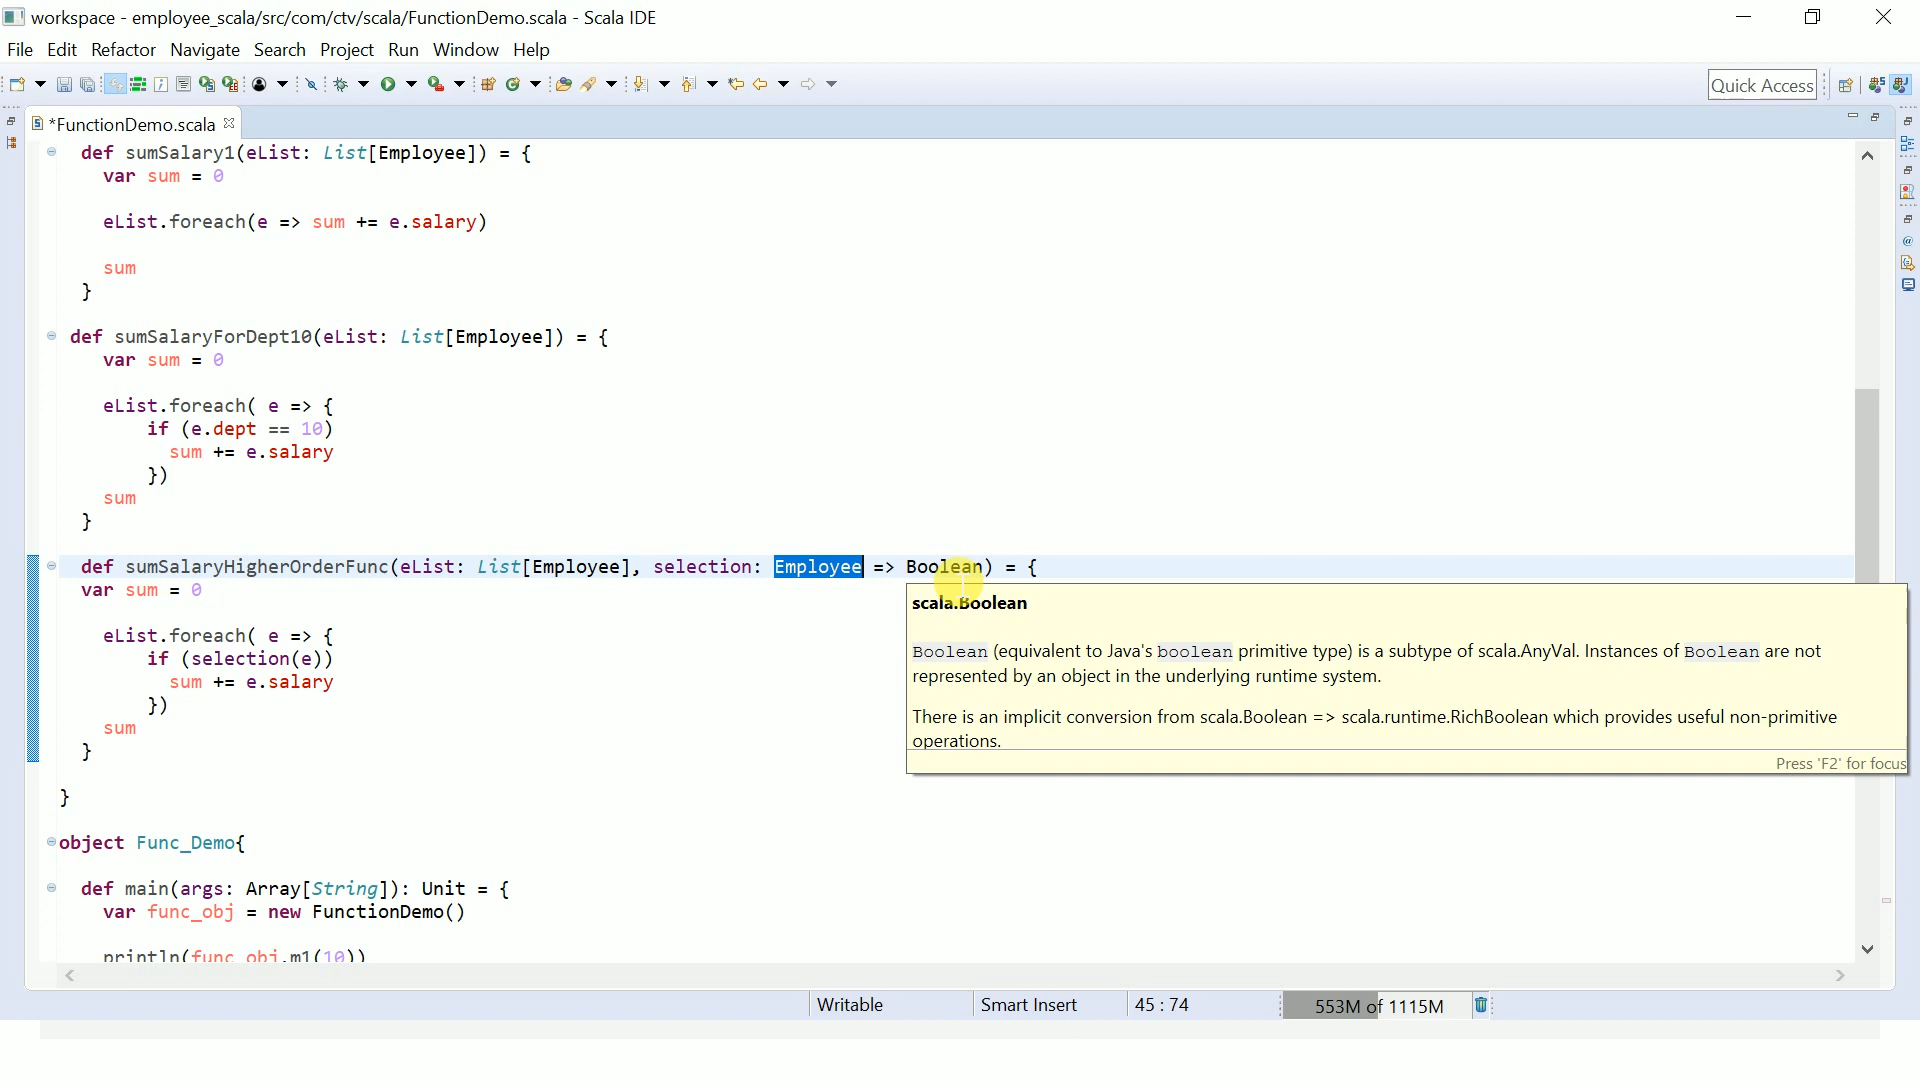 workspace - employee_scala/src/com/ctv/scala/FunctionDemo.scala - Scala IDE
File Edit Refactor Navigate Search Project Run Window Help
Quick Access
*FunctionDemo.scala
def sumSalary1(eList: List[Employee]) = {
var sum = 0
eList.foreach(e => sum += e.salary)
sum
}
def sumSalaryForDept10(eList: List[Employee]) = {
var sum = 0
eList.foreach( e => {
if (e.dept == 10)
sum += e.salary
})
sum
}
def sumSalaryHigherOrderFunc(eList: List[Employee], selection: Employee => Boolean) = {
var sum = 0
eList.foreach( e => {
if (selection(e))
sum += e.salary
})
sum
}
scala.Boolean
Boolean (equivalent to Java's boolean primitive type) is a subtype of scala.AnyVal. Instances of Boolean are not
represented by an object in the underlying runtime system.
There is an implicit conversion from scala.Boolean => scala.runtime.RichBoolean which provides useful non-primitive
operations.
Press 'F2' for focus
}
object Func_Demo{
def main(args: Array[String]): Unit = {
var func_obj = new FunctionDemo()
println(func_obj.m1(10))
Writable Smart Insert 45 : 74 553M of 1115M